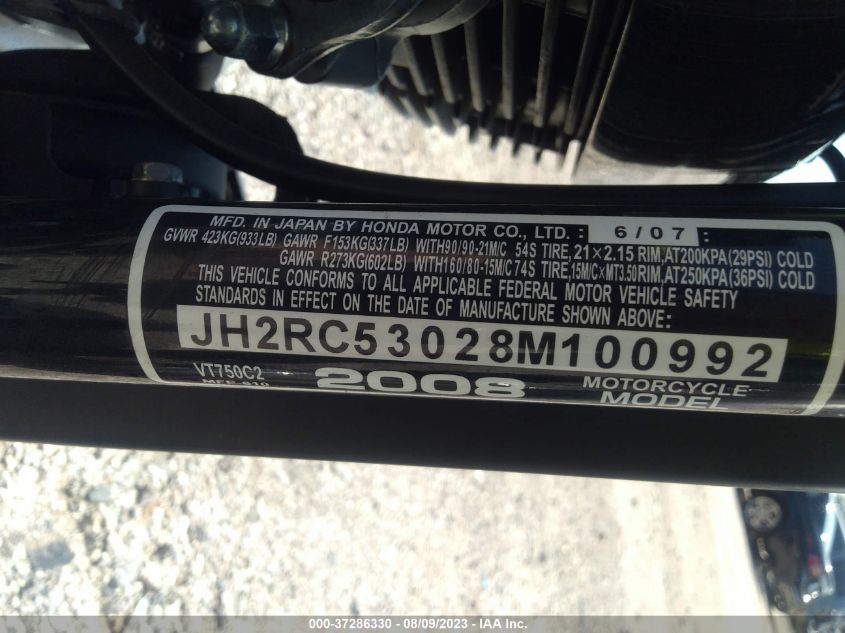 MFD. IN JAPAN BY HONDA MOTOR CO., LTD. : 6/07 :
GVWR 423KG(933LB) GAWR F153KG(337LB) WITH90/90-21M/C 54S TIRE,21×2.15RIM,AT200KPA(29PSI) COLD
GAWR R273KG(602LB) WITH160/80-15M/C74S TIRE,15M/C×MT3.50RIM,AT250KPA(36PSI) COLD
THIS VEHICLE CONFORMS TO ALL APPLICABLE FEDERAL MOTOR VEHICLE SAFETY
STANDARDS IN EFFECT ON THE DATE OF MANUFACTURE SHOWN ABOVE:
JH2RC53028M100992
VT750C2 2008 MOTORCYCLE
MFE-610 MODEL
000-37286330 - 08/09/2023 - IAA Inc.